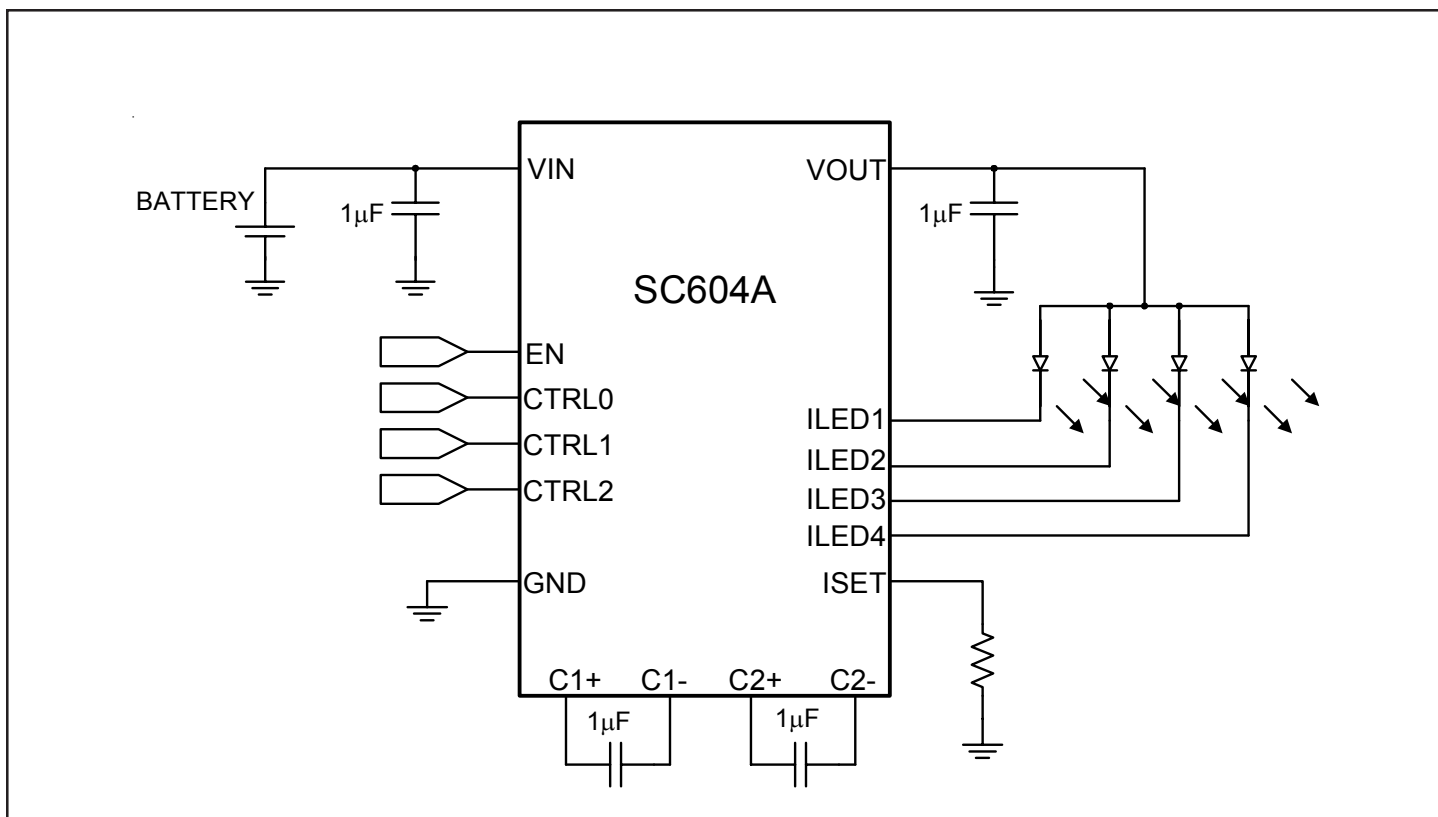 VIN
VOUT
BATTERY
1μF
1μF
SC604A
EN
CTRL0
CTRL1
CTRL2
ILED1
ILED2
ILED3
ILED4
GND
ISET
C1+ C1- C2+ C2-
1μF
1μF